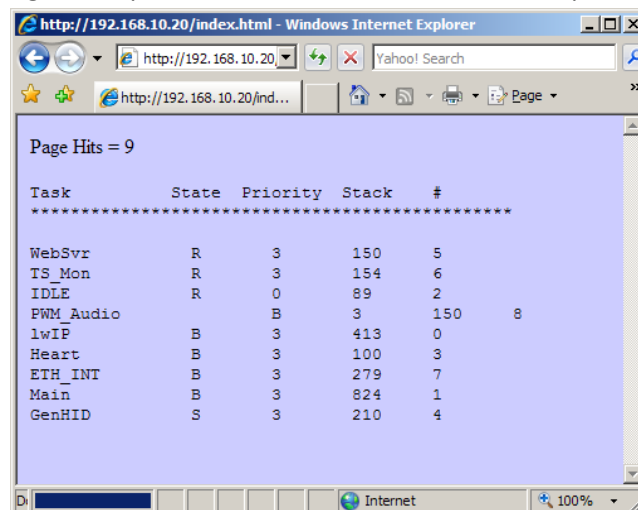 http://192.168.10.20/index.html - Windows Internet Explorer
http://192.168.10.20 Yahoo! Search
http://192.168.10.20/ind... Page
Page Hits = 9
Task State Priority Stack #
************************************************
WebSvr R 3 150 5
TS_Mon R 3 154 6
IDLE R 0 89 2
PWM_Audio B 3 150 8
lwIP B 3 413 0
Heart B 3 100 3
ETH_INT B 3 279 7
Main B 3 824 1
GenHID S 3 210 4
Internet 100%